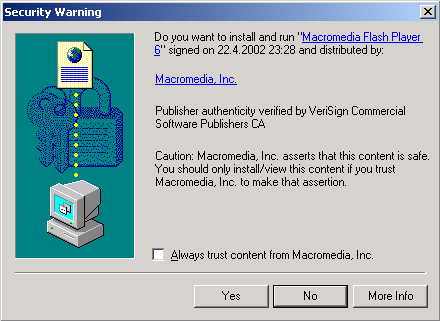 Security Warning
Do you want to install and run "Macromedia Flash Player
6" signed on 22.4.2002 23:28 and distributed by:
Macromedia, Inc.
Publisher authenticity verified by VeriSign Commercial
Software Publishers CA
Caution: Macromedia, Inc. asserts that this content is safe.
You should only install/view this content if you trust
Macromedia, Inc. to make that assertion.
Always trust content from Macromedia, Inc.
Yes
No
More Info